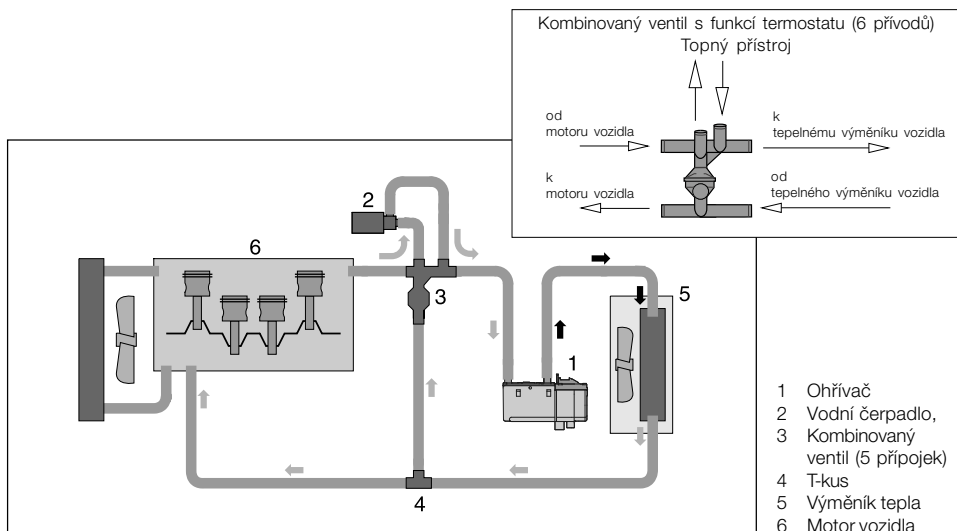 Kombinovaný ventil s funkcí termostatu (6 přívodů)
Topný přístroj
od
motoru vozidla
k
tepelnému výměníku vozidla
k
motoru vozidla
od
tepelného výměníku vozidla
2
6
3
5
1
4
1 Ohřívač
2 Vodní čerpadlo,
3 Kombinovaný
ventil (5 přípojek)
4 T-kus
5 Výměník tepla
6 Motor vozidla